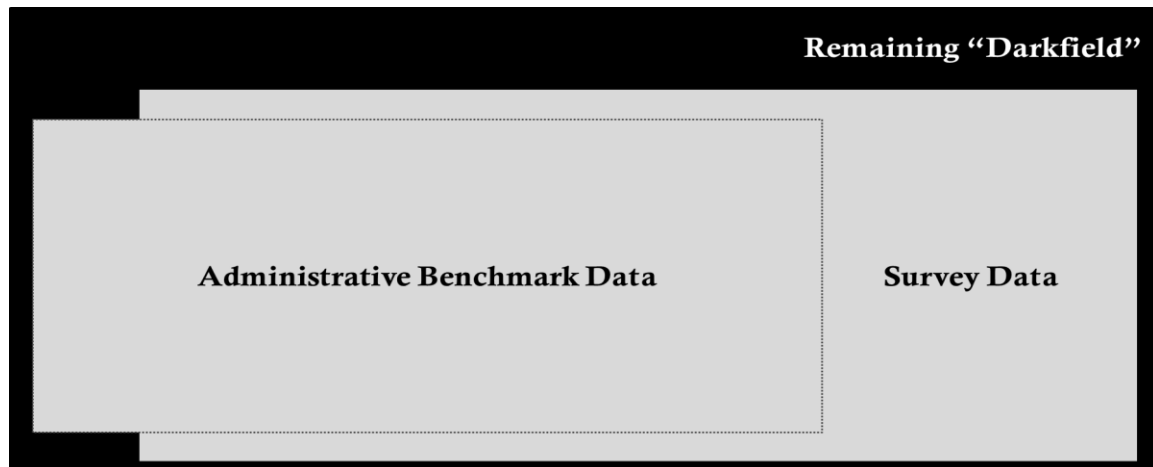 Remaining “Darkfield”
Administrative Benchmark Data
Survey Data